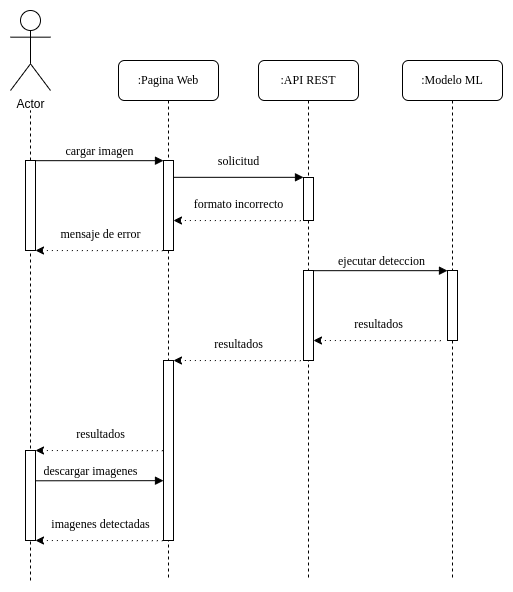 Actor
:Pagina Web
:API REST
:Modelo ML
cargar imagen
solicitud
formato incorrecto
mensaje de error
ejecutar deteccion
resultados
resultados
resultados
descargar imagenes
imagenes detectadas